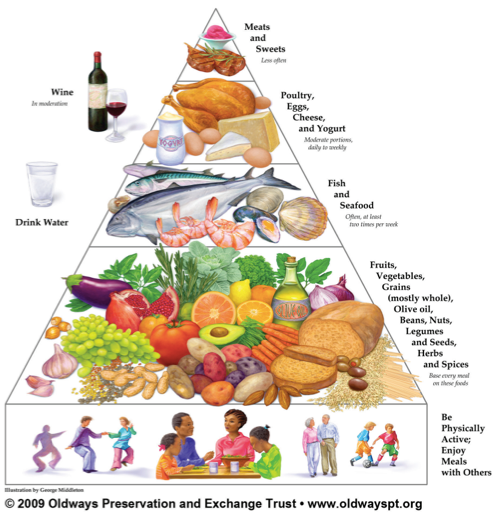 Meats
and
Sweets
Less often
Wine
In moderation
Poultry,
Eggs,
Cheese,
and Yogurt
Moderate portions,
daily to weekly
Drink Water
Fish
and
Seafood
Often, at least
two times per week
Fruits,
Vegetables,
Grains
(mostly whole),
Olive oil,
Beans, Nuts,
Legumes
and Seeds,
Herbs
and Spices
Base every meal
on these foods
Be
Physically
Active;
Enjoy
Meals
with Others
Illustration by George Middleton
© 2009 Oldways Preservation and Exchange Trust • www.oldwayspt.org